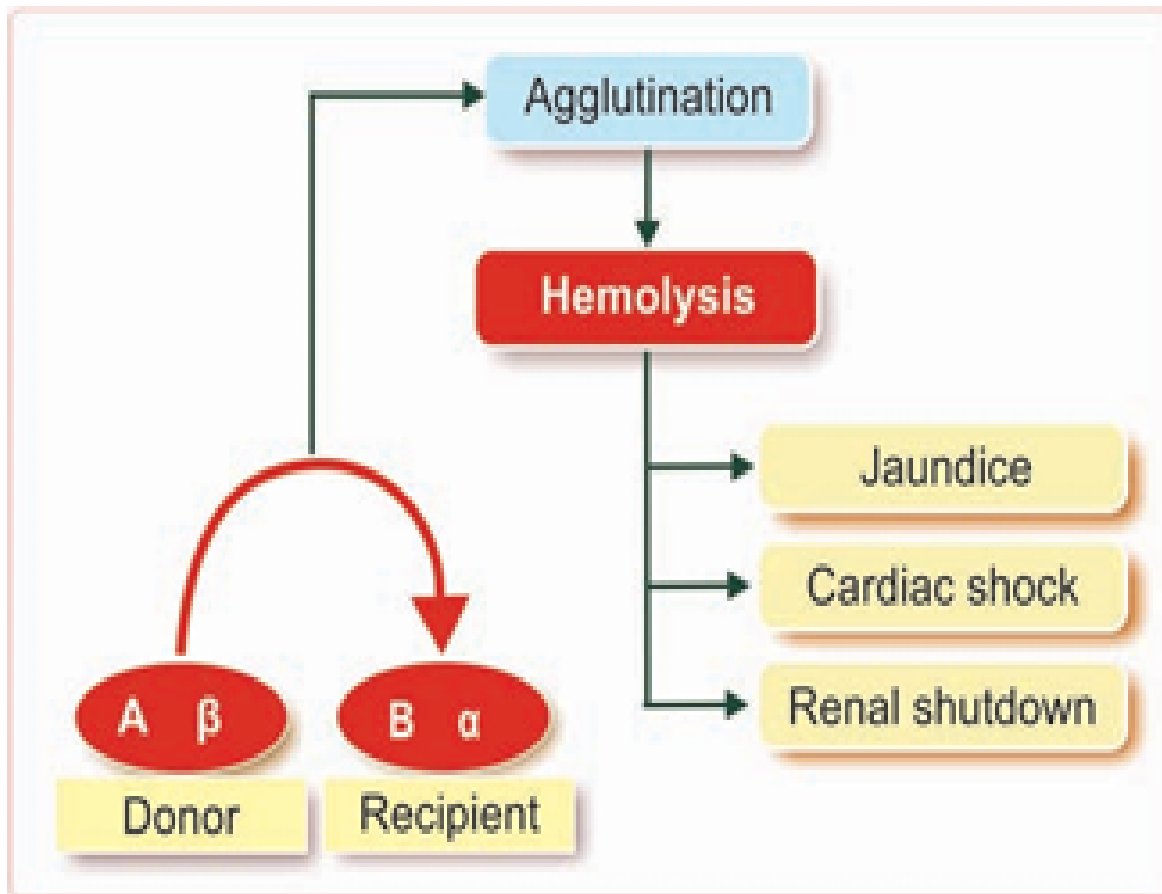 Agglutination
Hemolysis
Jaundice
Cardiac shock
Renal shutdown
A β
B α
Donor
Recipient